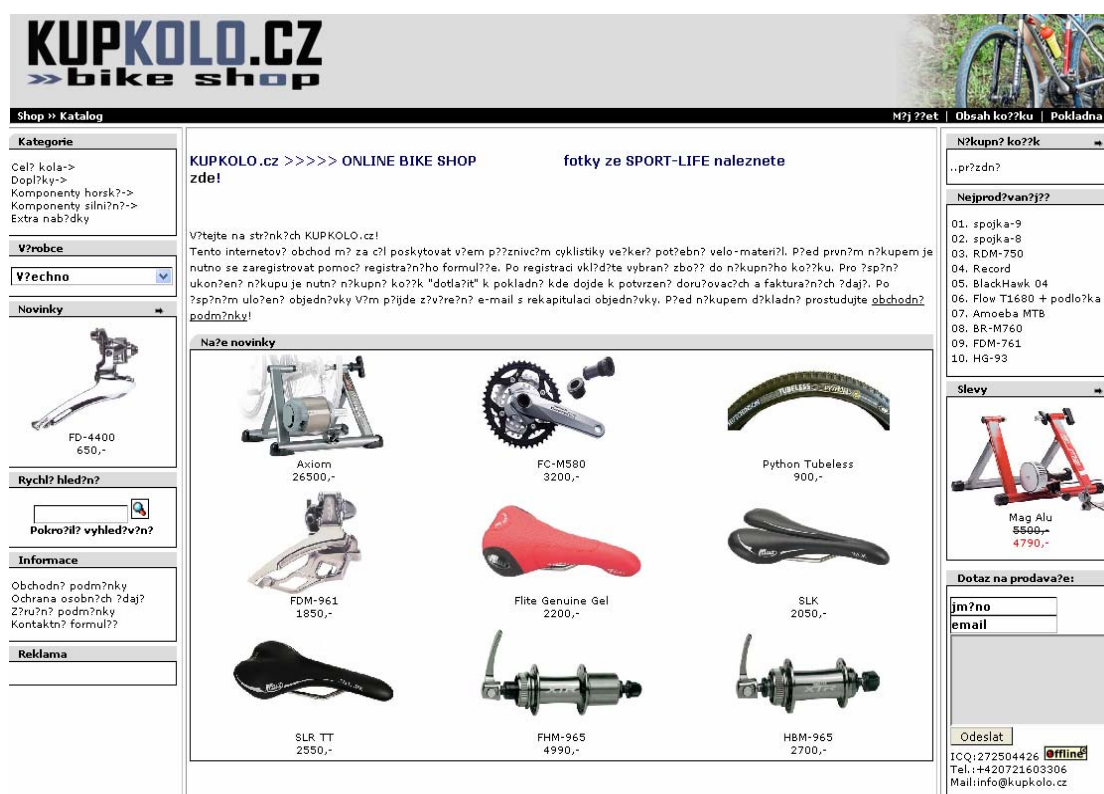 KUPKOLO.CZ
»bike shop
Shop » Katalog
M?j ??et | Obsah ko??ku | Pokladna
Kategorie
Cel? kola->
Dopl?ky->
Komponenty horsk?->
Komponenty silni?n?->
Extra nab?dky
V?robce
V?echno
Novinky
FD-4400
650,-
Rychl? hled?n?
Pokro?il? vyhled?v?n?
Informace
Obchodn? podm?nky
Ochrana osobn?ch ?daj?
Z?ru?n? podm?nky
Kontaktn? formul??
Reklama
KUPKOLO.cz >>>>> ONLINE BIKE SHOP fotky ze SPORT-LIFE naleznete
zde!
V?tejte na str?nk?ch KUPKOLO.cz!
Tento internetov? obchod m? za c?l poskytovat v?em p??znivc?m cyklistiky ve?ker? pot?ebn? velo-materi?l. P?ed prvn?m n?kupem je
nutno se zaregistrovat pomoc? registra?n?ho formul??e. Po registraci vkl?d?te vybran? zbo?? do n?kupn?ho ko??ku. Pro ?sp?n?
ukon?en? n?kupu je nutn? n?kupn? ko??k "dotla?it" k pokladn? kde dojde k potvrzen? doru?ovac?ch a faktura?n?ch ?daj?. Po
?sp?n?m ulo?en? objedn?vky V?m p?ijde z?v?re?n? e-mail s rekapitulaci objedn?vky. P?ed n?kupem d?kladn? prostudujte obchodn?
podm?nky!
Na?e novinky
Axiom
26500,-
FC-M580
3200,-
Python Tubeless
900,-
FDM-961
1850,-
Flite Genuine Gel
2200,-
SLK
2050,-
SLR TT
2550,-
FHM-965
4990,-
HBM-965
2700,-
N?kupn? ko??k
..pr?zdn?
Nejprod?van?j??
01. spojka-9
02. spojka-8
03. RDM-750
04. Record
05. BlackHawk 04
06. Flow T1680 + podlo?ka
07. Amoeba MTB
08. BR-M760
09. FDM-761
10. HG-93
Slevy
Mag Alu
5500,-
4790,-
Dotaz na prodava?e:
jm?no
email
Odeslat
ICQ:272504426 Offline
Tel.:+420721603306
Mail:info@kupkolo.cz